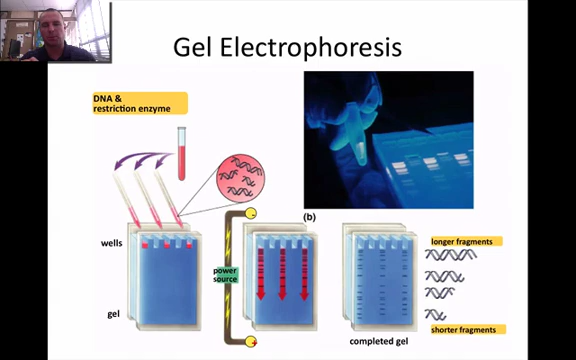 Gel Electrophoresis
DNA &
restriction enzyme
(b)
-
wells
longer fragments
power
source
gel
+
shorter fragments
completed gel